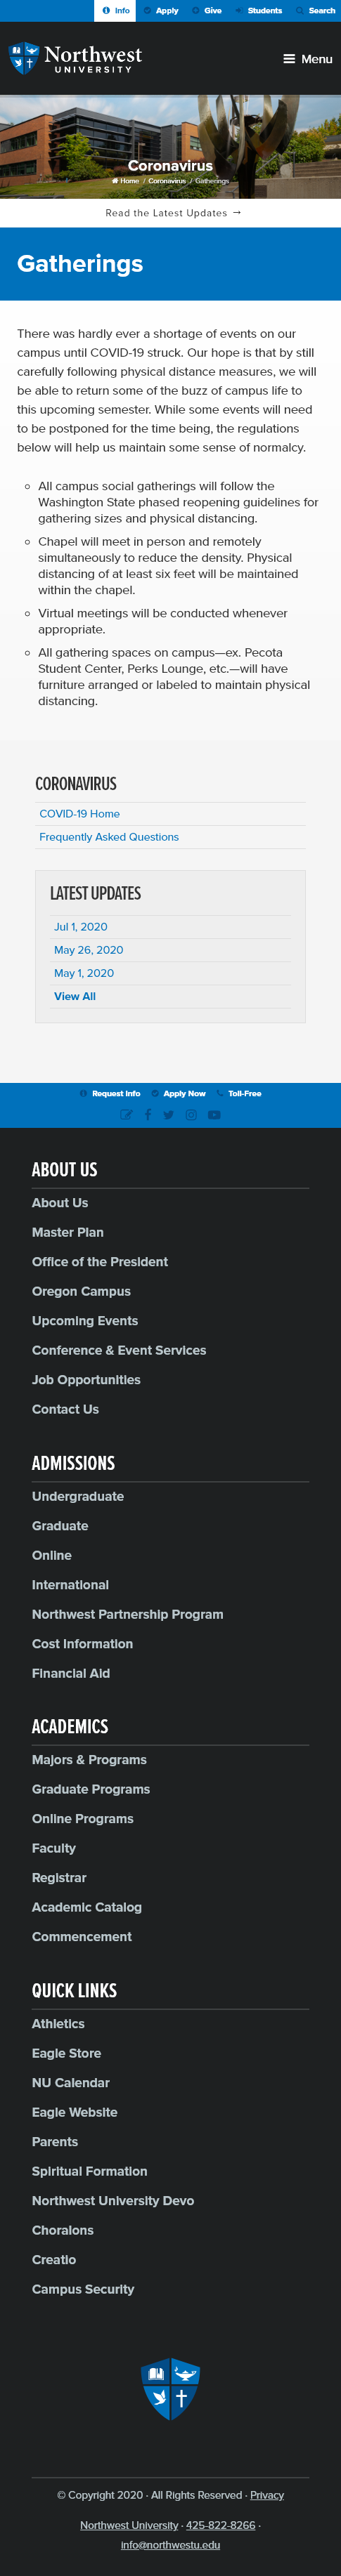 Info Apply Give Students Search
Northwest
UNIVERSITY
Menu
Coronavirus
Home / Coronavirus / Gatherings
Read the Latest Updates →
Gatherings
There was hardly ever a shortage of events on our
campus until COVID-19 struck. Our hope is that by still
carefully following physical distance measures, we will
be able to return some of the buzz of campus life to
this upcoming semester. While some events will need
to be postponed for the time being, the regulations
below will help us maintain some sense of normalcy.
All campus social gatherings will follow the
Washington State phased reopening guidelines for
gathering sizes and physical distancing.
Chapel will meet in person and remotely
simultaneously to reduce the density. Physical
distancing of at least six feet will be maintained
within the chapel.
Virtual meetings will be conducted whenever
appropriate.
All gathering spaces on campus—ex. Pecota
Student Center, Perks Lounge, etc.—will have
furniture arranged or labeled to maintain physical
distancing.
CORONAVIRUS
COVID-19 Home
Frequently Asked Questions
LATEST UPDATES
Jul 1, 2020
May 26, 2020
May 1, 2020
View All
Request Info Apply Now Toll-Free
ABOUT US
About Us
Master Plan
Office of the President
Oregon Campus
Upcoming Events
Conference & Event Services
Job Opportunities
Contact Us
ADMISSIONS
Undergraduate
Graduate
Online
International
Northwest Partnership Program
Cost Information
Financial Aid
ACADEMICS
Majors & Programs
Graduate Programs
Online Programs
Faculty
Registrar
Academic Catalog
Commencement
QUICK LINKS
Athletics
Eagle Store
NU Calendar
Eagle Website
Parents
Spiritual Formation
Northwest University Devo
Choralons
Creatio
Campus Security
© Copyright 2020 · All Rights Reserved · Privacy
Northwest University · 425-822-8266 ·
info@northwestu.edu